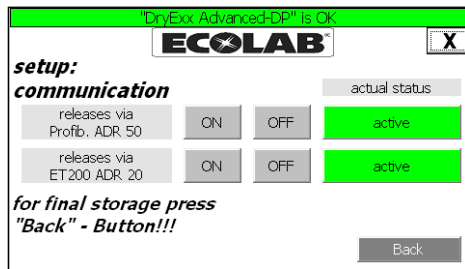 "DryExx Advanced-DP" is OK
ECOLAB®
X
setup:
communication
actual status
releases via
Profib. ADR 50
ON
OFF
active
releases via
ET200 ADR 20
ON
OFF
active
for final storage press
"Back" - Button!!!
Back